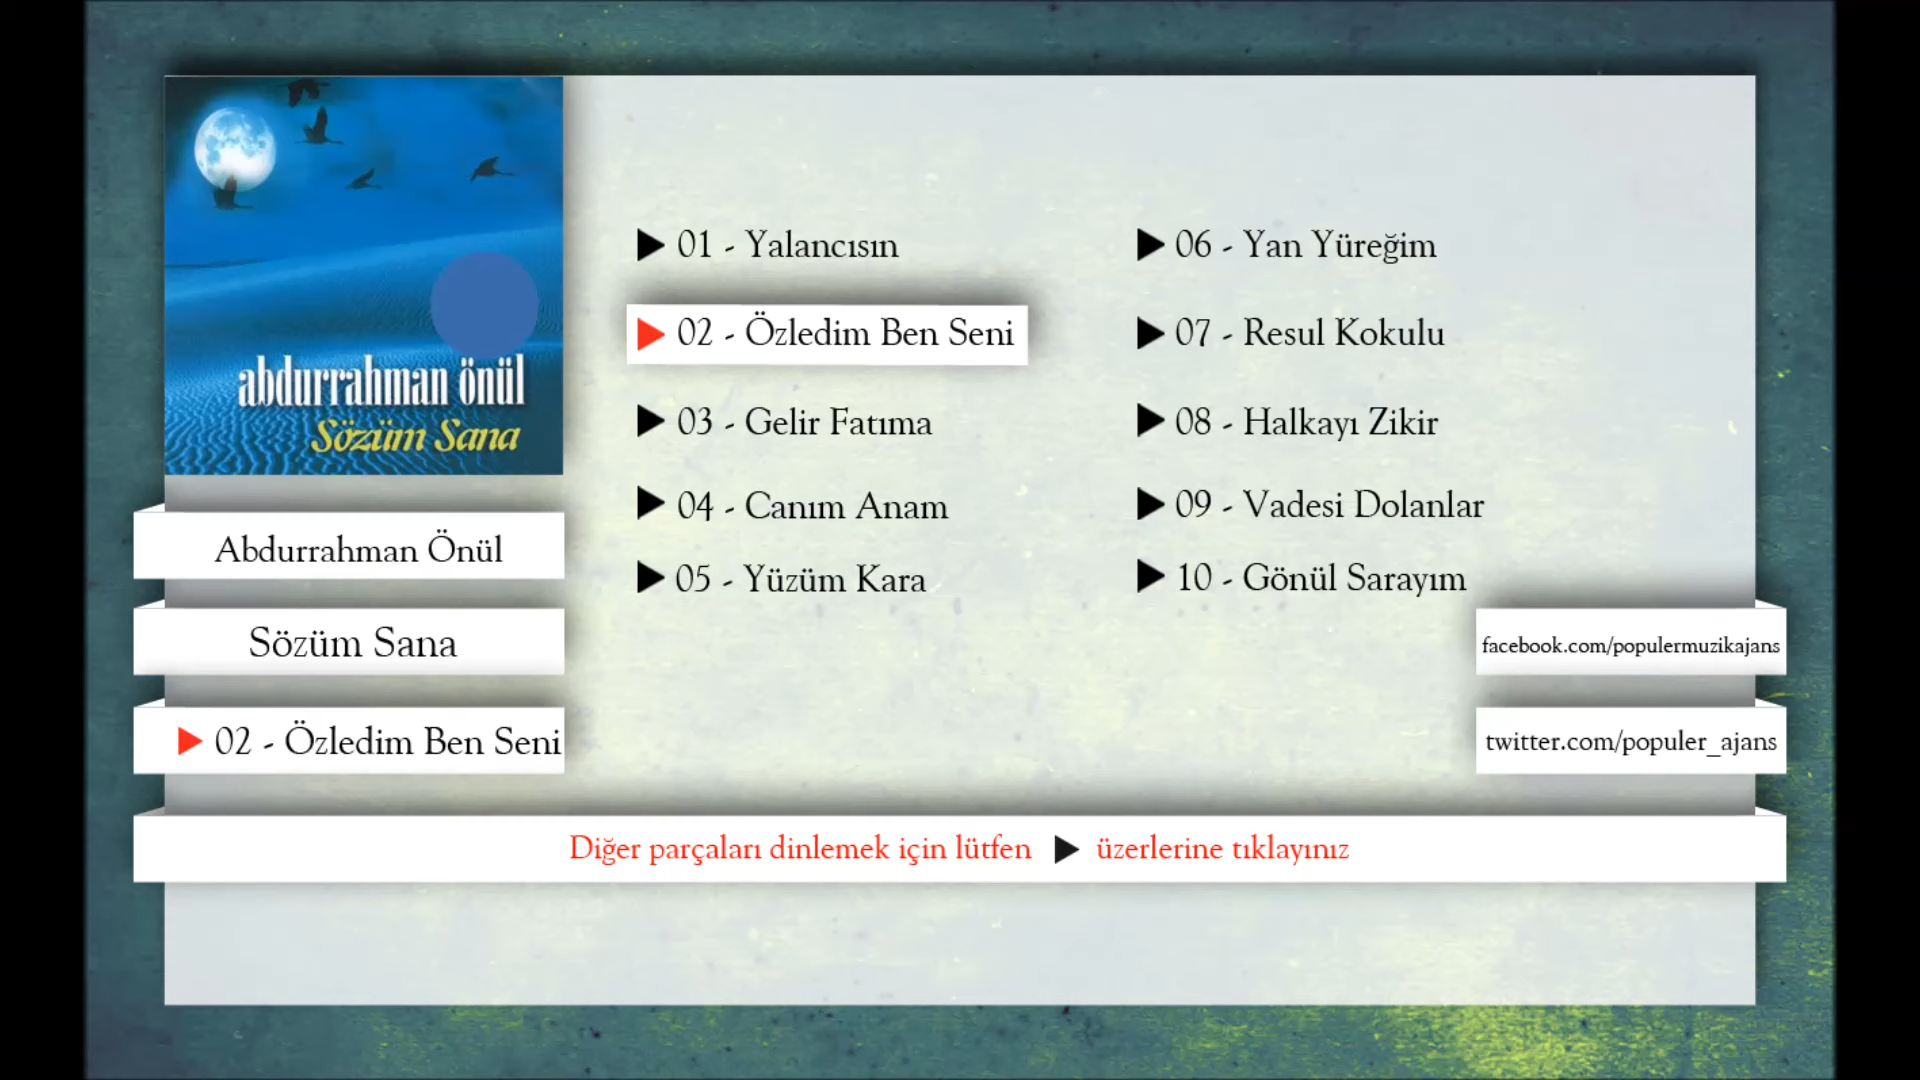 abdurrahman önül
Sözüm Sana
Abdurrahman Önül
Sözüm Sana
02 - Özledim Ben Seni
01 - Yalancısın
02 - Özledim Ben Seni
03 - Gelir Fatıma
04 - Canım Anam
05 - Yüzüm Kara
06 - Yan Yüreğim
07 - Resul Kokulu
08 - Halkayı Zikir
09 - Vadesi Dolanlar
10 - Gönül Sarayım
facebook.com/populermuzikajans
twitter.com/populer_ajans
Diğer parçaları dinlemek için lütfen ▶ üzerlerine tıklayınız